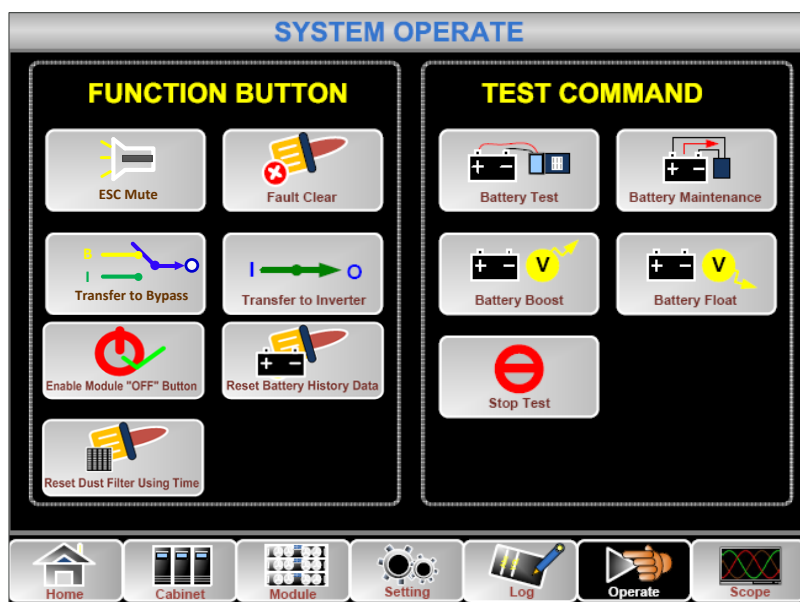 SYSTEM OPERATE
FUNCTION BUTTON
ESC Mute
Fault Clear
B
I
Transfer to Bypass
I O
Transfer to Inverter
Enable Module "OFF" Button
Reset Battery History Data
Reset Dust Filter Using Time
TEST COMMAND
Battery Test
Battery Maintenance
V
Battery Boost
V
Battery Float
Stop Test
Home
Cabinet
Module
Setting
Log
Operate
Scope